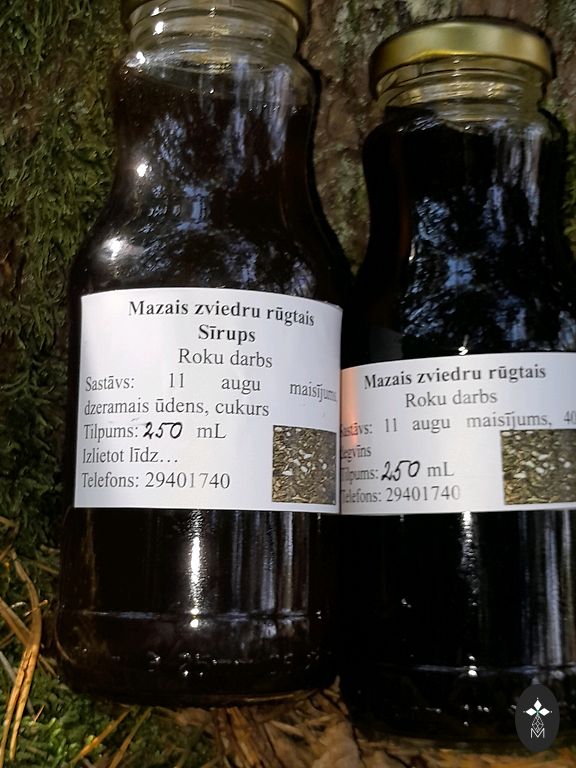 Mazais zviedru rūgtais
Sīrups
Roku darbs
Sastāvs: 11 augu maisījums,
dzeramais ūdens, cukurs
Tilpums: 250 mL
Izlietot līdz...
Telefons: 29401740
Mazais zviedru rūgtais
Roku darbs
Sastāvs: 11 augu maisījums, 40
degvīns
Tilpums: 250 mL
Telefons: 29401740
M